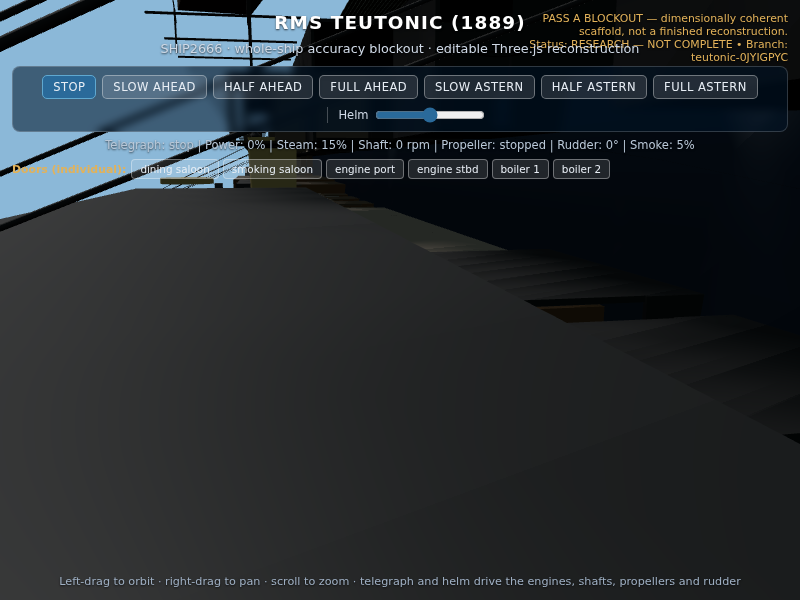 RMS TEUTONIC (1889)
SHIP2666 · whole-ship accuracy blockout · editable Three.js reconstruction
PASS A BLOCKOUT — dimensionally coherent
scaffold, not a finished reconstruction.
Status: RESEARCH — NOT COMPLETE • Branch:
teutonic-0JYIGPYC
STOP SLOW AHEAD HALF AHEAD FULL AHEAD SLOW ASTERN HALF ASTERN FULL ASTERN
Helm
Telegraph: stop | Power: 0% | Steam: 15% | Shaft: 0 rpm | Propeller: stopped | Rudder: 0° | Smoke: 5%
Doors (individual): dining saloon smoking saloon engine port engine stbd boiler 1 boiler 2
Left-drag to orbit · right-drag to pan · scroll to zoom · telegraph and helm drive the engines, shafts, propellers and rudder